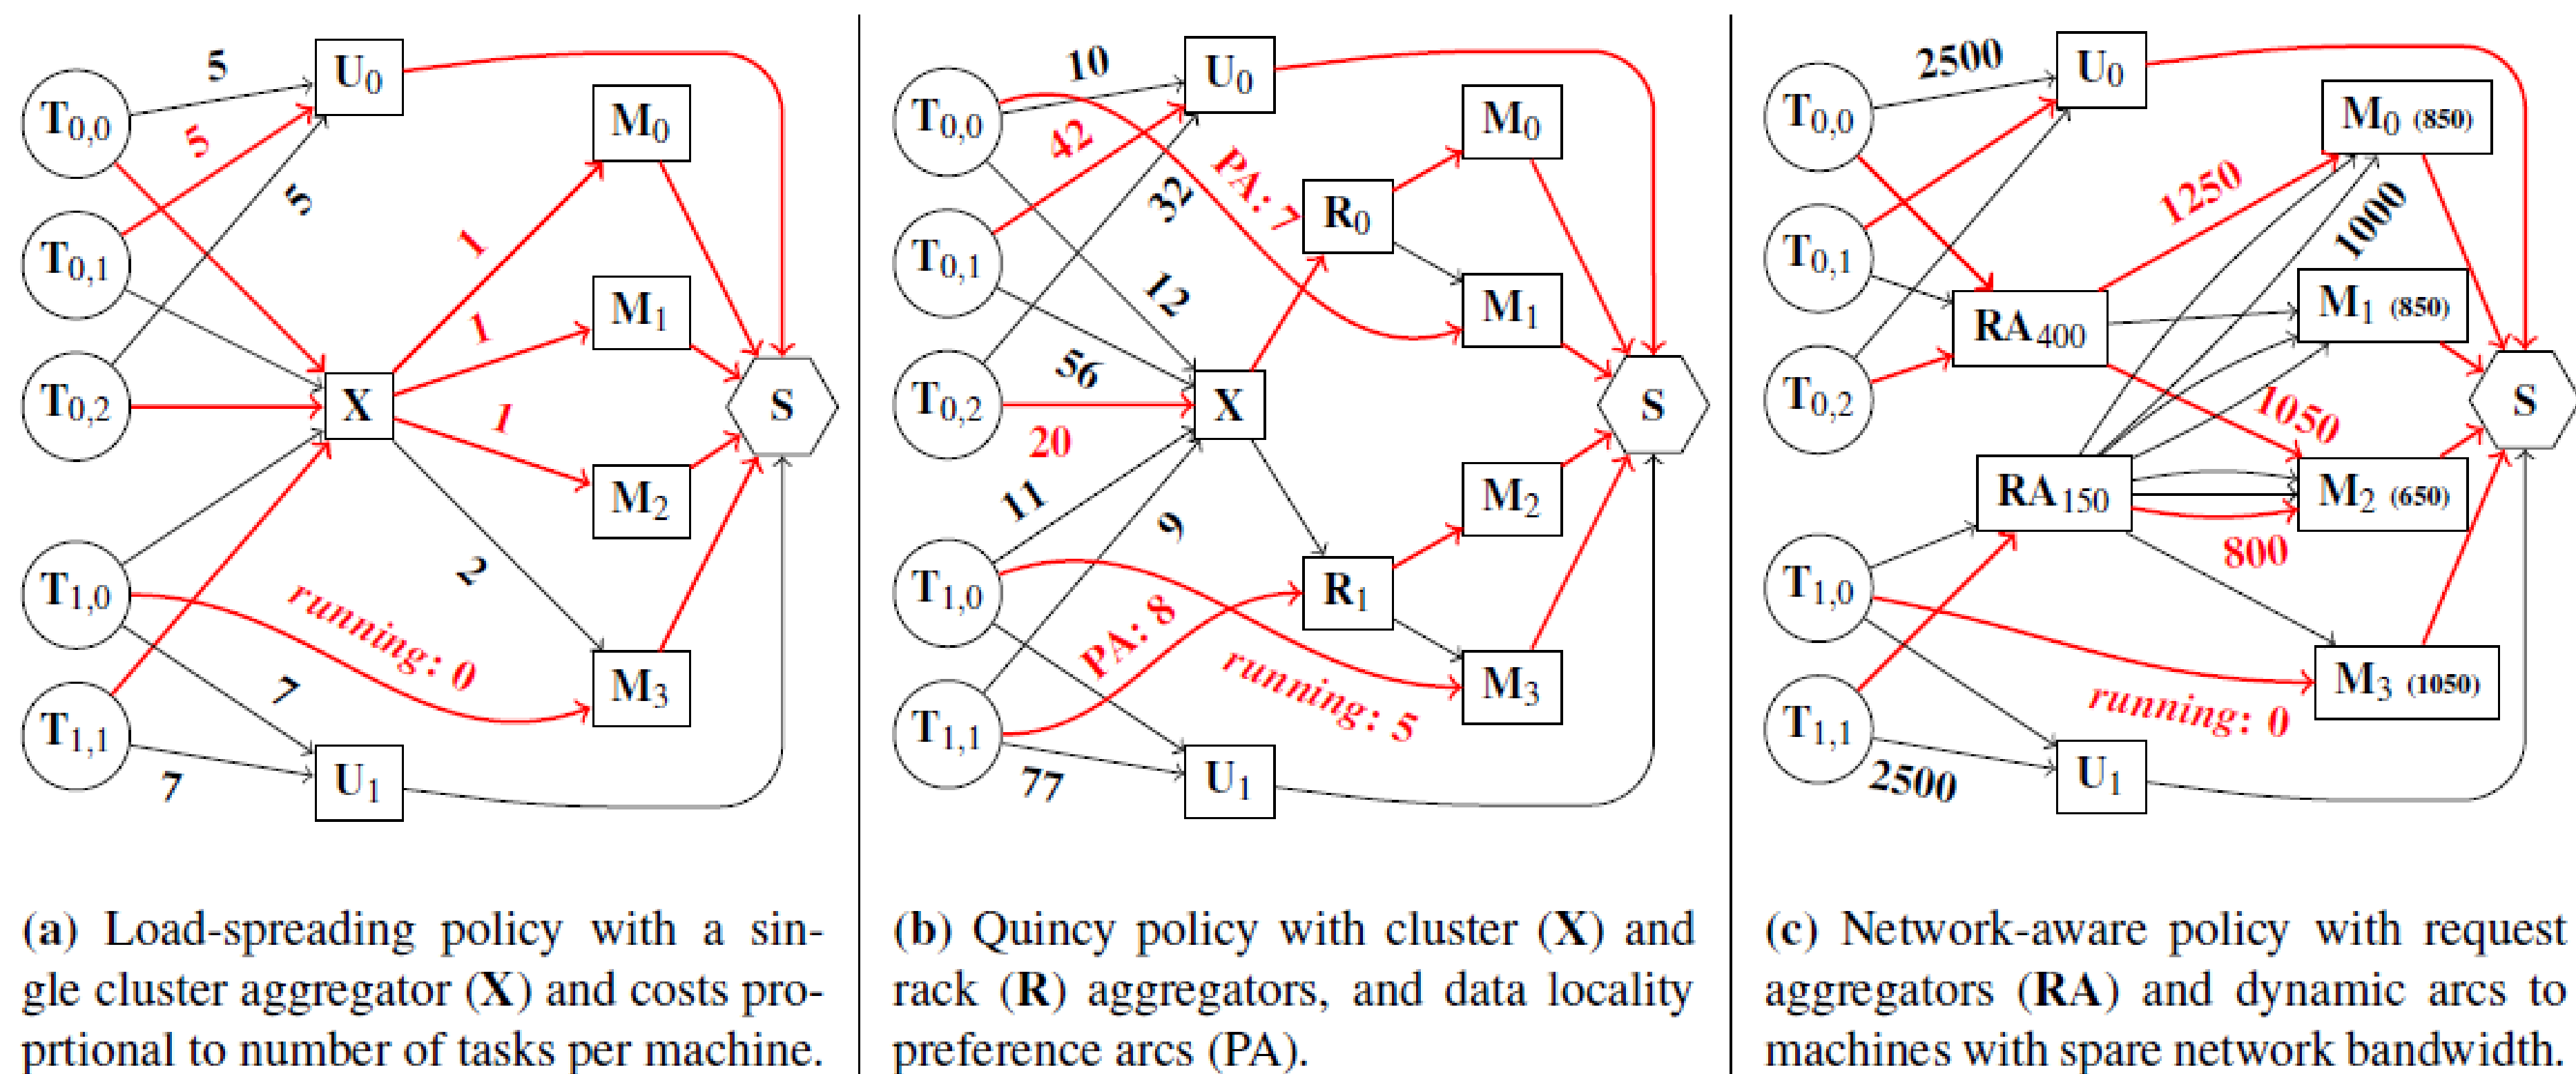 T0,0
T0,1
T0,2
T1,0
T1,1
U0
U1
X
M0
M1
M2
M3
S
5
5
5
1
1
1
2
running: 0
7
7
T0,0
T0,1
T0,2
T1,0
T1,1
U0
U1
X
R0
R1
M0
M1
M2
M3
S
10
42
32
PA: 7
12
56
20
11
9
PA: 8
running: 5
77
T0,0
T0,1
T0,2
T1,0
T1,1
U0
U1
RA400
RA150
M0 (850)
M1 (850)
M2 (650)
M3 (1050)
S
2500
1250
1000
1050
800
running: 0
2500
(a) Load-spreading policy with a sin-
gle cluster aggregator (X) and costs pro-
prtional to number of tasks per machine.
(b) Quincy policy with cluster (X) and
rack (R) aggregators, and data locality
preference arcs (PA).
(c) Network-aware policy with request
aggregators (RA) and dynamic arcs to
machines with spare network bandwidth.